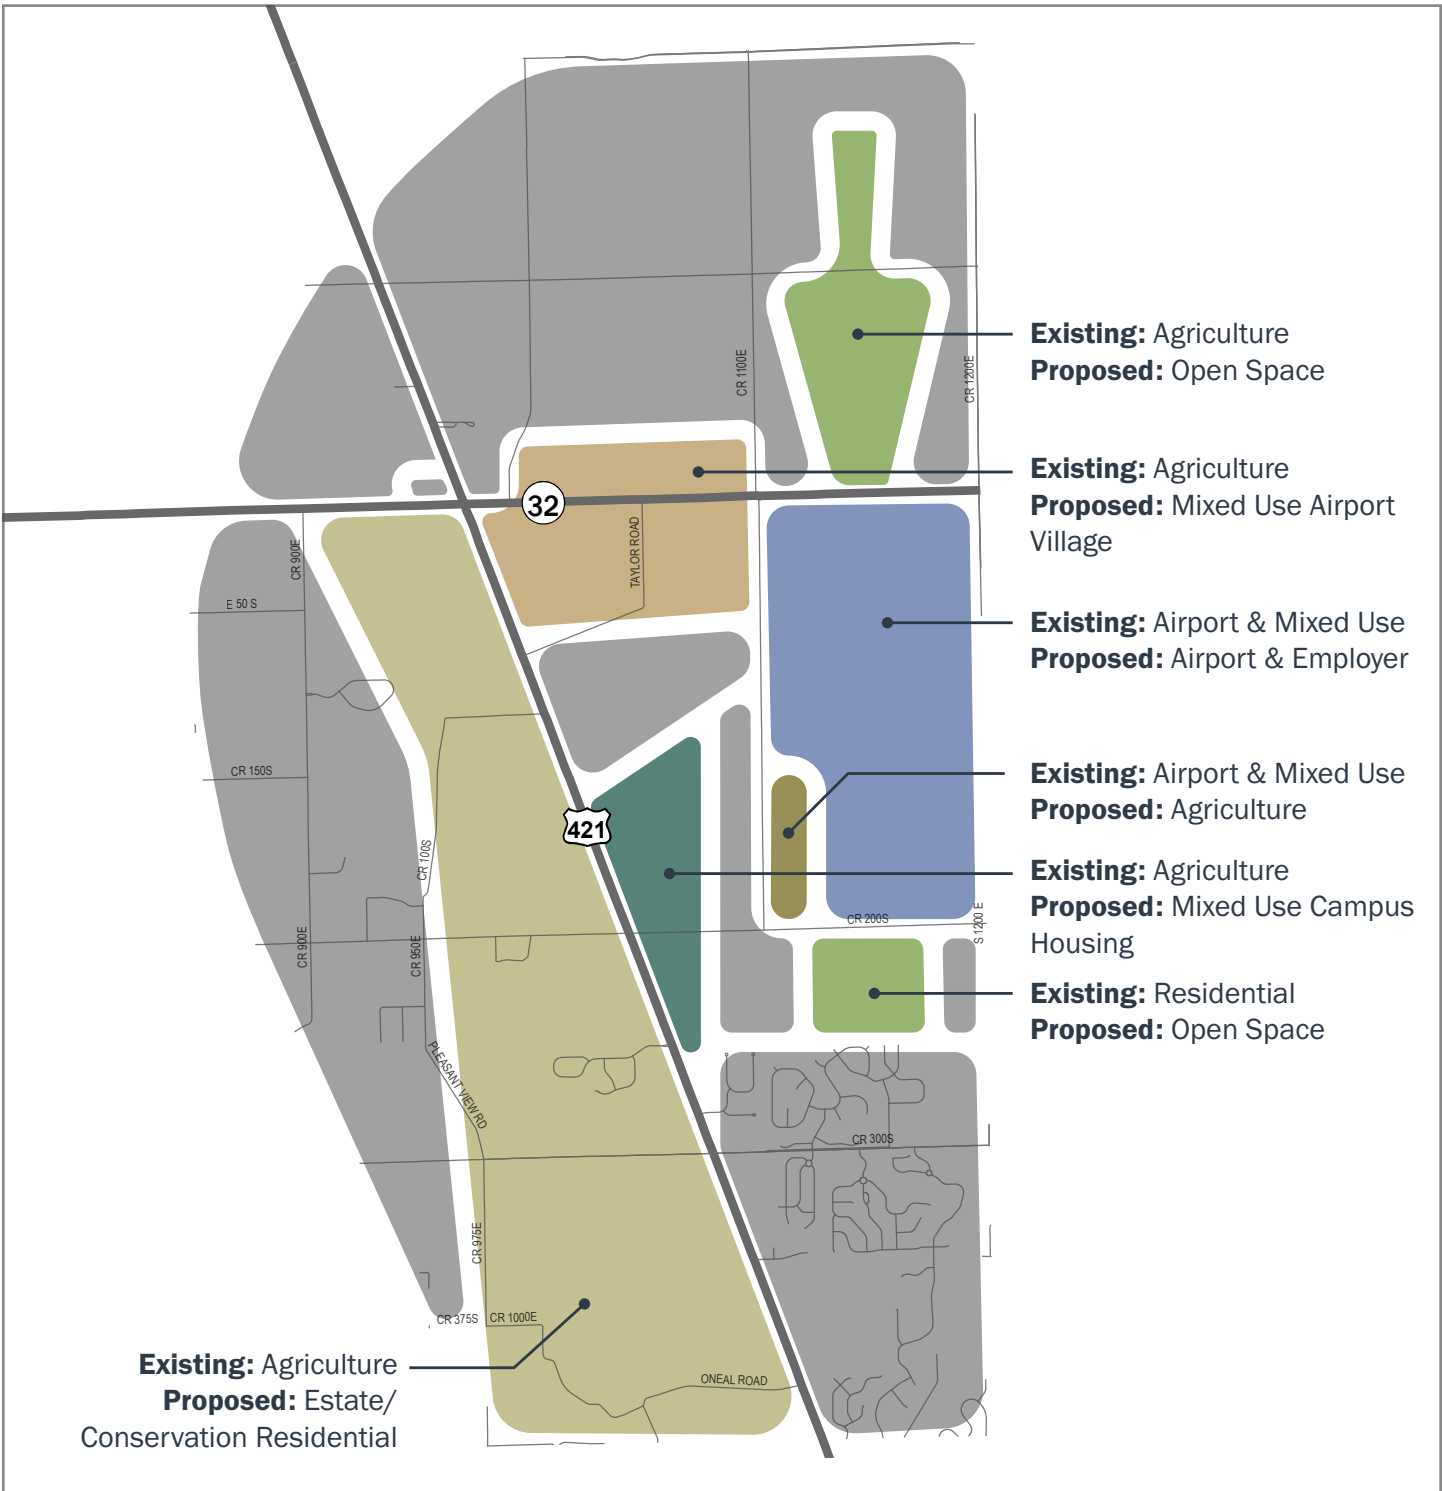 CR 1100E
CR 1200E
Existing: Agriculture
Proposed: Open Space
Existing: Agriculture
Proposed: Mixed Use Airport
Village
32
TAYLOR ROAD
CR 900E
E 50 S
Existing: Airport & Mixed Use
Proposed: Airport & Employer
CR 150S
Existing: Airport & Mixed Use
Proposed: Agriculture
421
CR 100S
Existing: Agriculture
Proposed: Mixed Use Campus
Housing
CR 200S
S 1200 E
CR 900E
CR 950E
Existing: Residential
Proposed: Open Space
PLEASANT VIEW RD
CR 300S
CR 975E
CR 375S
CR 1000E
Existing: Agriculture
Proposed: Estate/
Conservation Residential
ONEAL ROAD